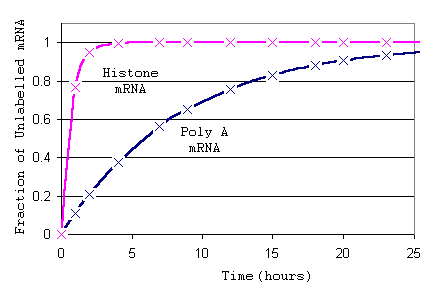 Fraction of Unlabelled mRNA
1
0.8
0.6
0.4
0.2
0
Histone
mRNA
Poly A
mRNA
0 5 10 15 20 25
Time(hours)